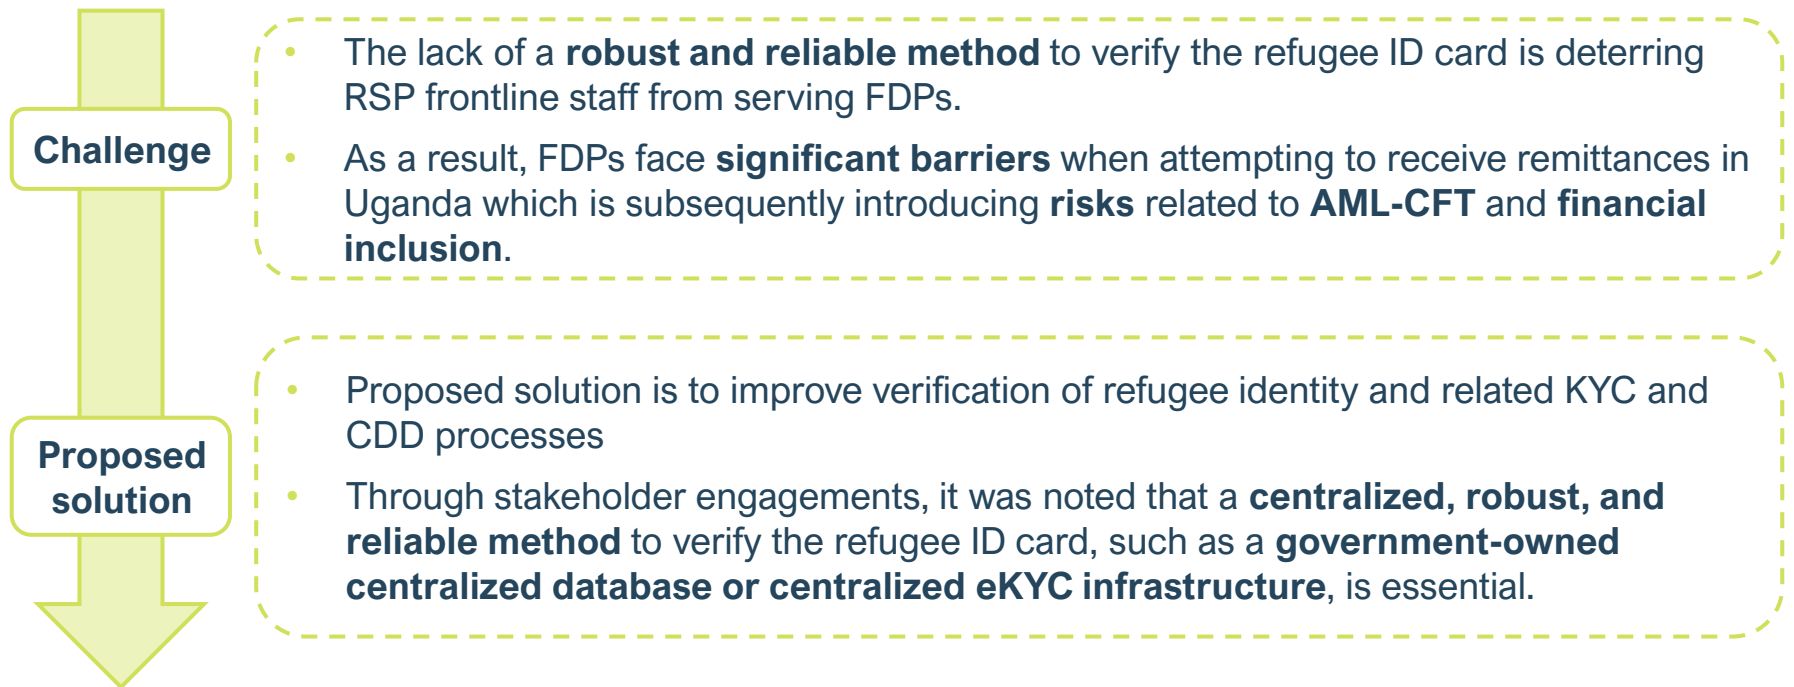 Challenge
• The lack of a robust and reliable method to verify the refugee ID card is deterring
RSP frontline staff from serving FDPs.
• As a result, FDPs face significant barriers when attempting to receive remittances in
Uganda which is subsequently introducing risks related to AML-CFT and financial
inclusion.
Proposed
solution
• Proposed solution is to improve verification of refugee identity and related KYC and
CDD processes
• Through stakeholder engagements, it was noted that a centralized, robust, and
reliable method to verify the refugee ID card, such as a government-owned
centralized database or centralized eKYC infrastructure, is essential.